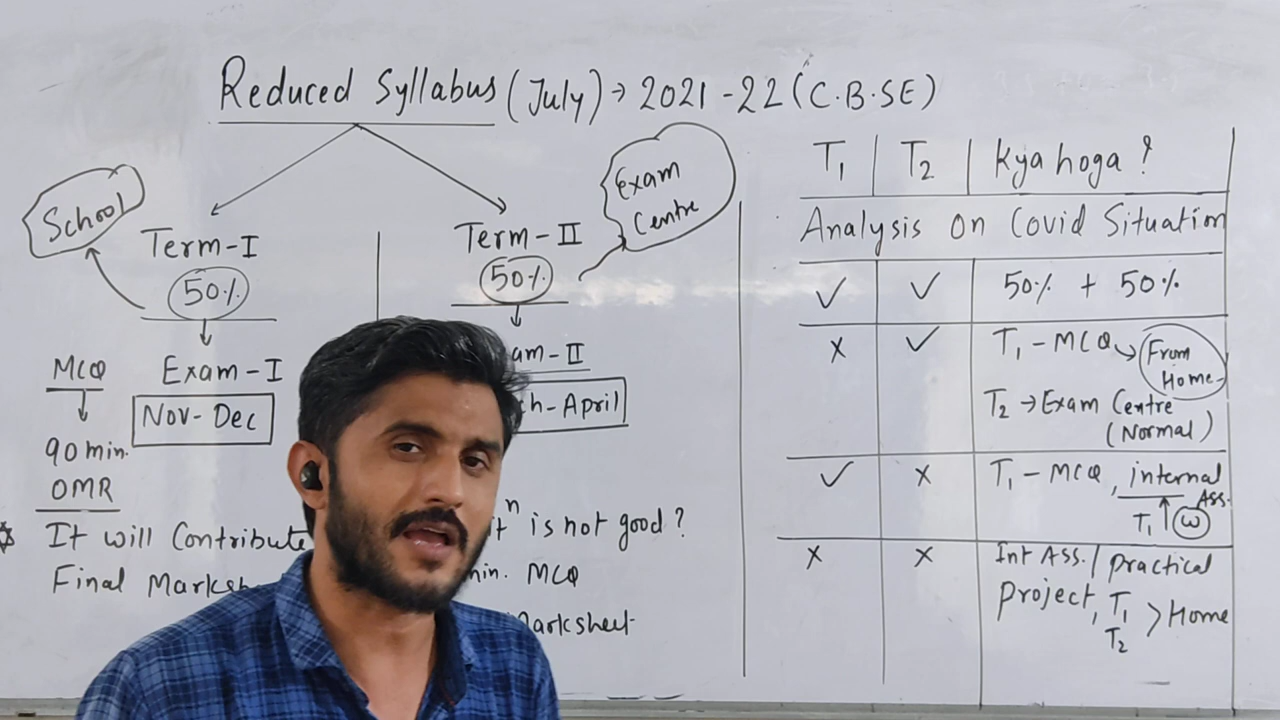 Reduced Syllabus (July) → 2021-22 (C.B.SE)
School
Term-I
50%
MCQ
↓
90 min.
OMR
Exam-I
Nov-Dec
It will Contribute
Final
Exam Centre
Term-II
50%
am-II
ch-April
n is not good?
min. MCQ
arksheet
T1 | T2 | Kya hoga?
Analysis on Covid Situation
✓ | ✓ | 50% + 50%
x | ✓ | T1 - MCQ → From Home
T2 → Exam Centre
(Normal)
✓ | x | T1 - MCQ, internal Ass.
T1 ↑ W
x | x | Int Ass. / practical
Project, T1
T2 > Home